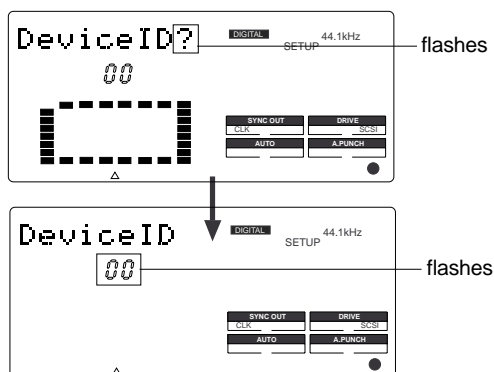 DeviceID?
DIGITAL
SETUP
44.1kHz
flashes
00
SYNC OUT
DRIVE
CLK
SCSI
AUTO
A.PUNCH
DeviceID
DIGITAL
SETUP
44.1kHz
00
flashes
SYNC OUT
DRIVE
CLK
SCSI
AUTO
A.PUNCH